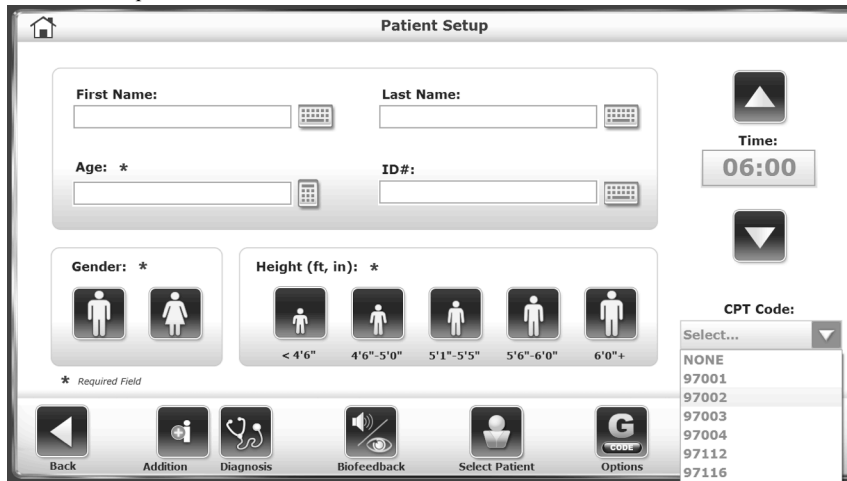 Patient Setup
First Name:
Last Name:
Age: *
ID#:
Time:
06:00
Gender: *
Height (ft, in): *
< 4'6"
4'6"-5'0"
5'1"-5'5"
5'6"-6'0"
6'0"+
* Required Field
CPT Code:
Select...
NONE
97001
97002
97003
97004
97112
97116
Back
Addition
Diagnosis
Biofeedback
Select Patient
G
CODE
Options